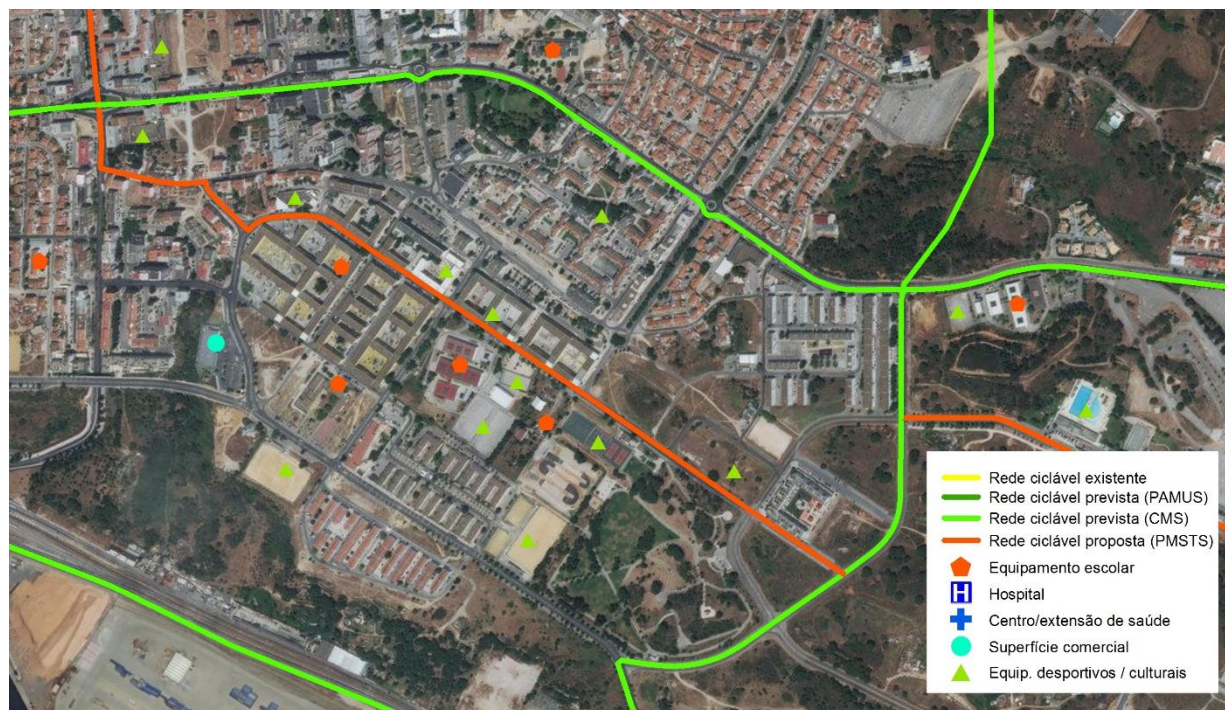 Rede ciclável existente
Rede ciclável prevista (PAMUS)
Rede ciclável prevista (CMS)
Rede ciclável proposta (PMSTS)
Equipamento escolar
H Hospital
Centro/extensão de saúde
Superfície comercial
Equip. desportivos / culturais